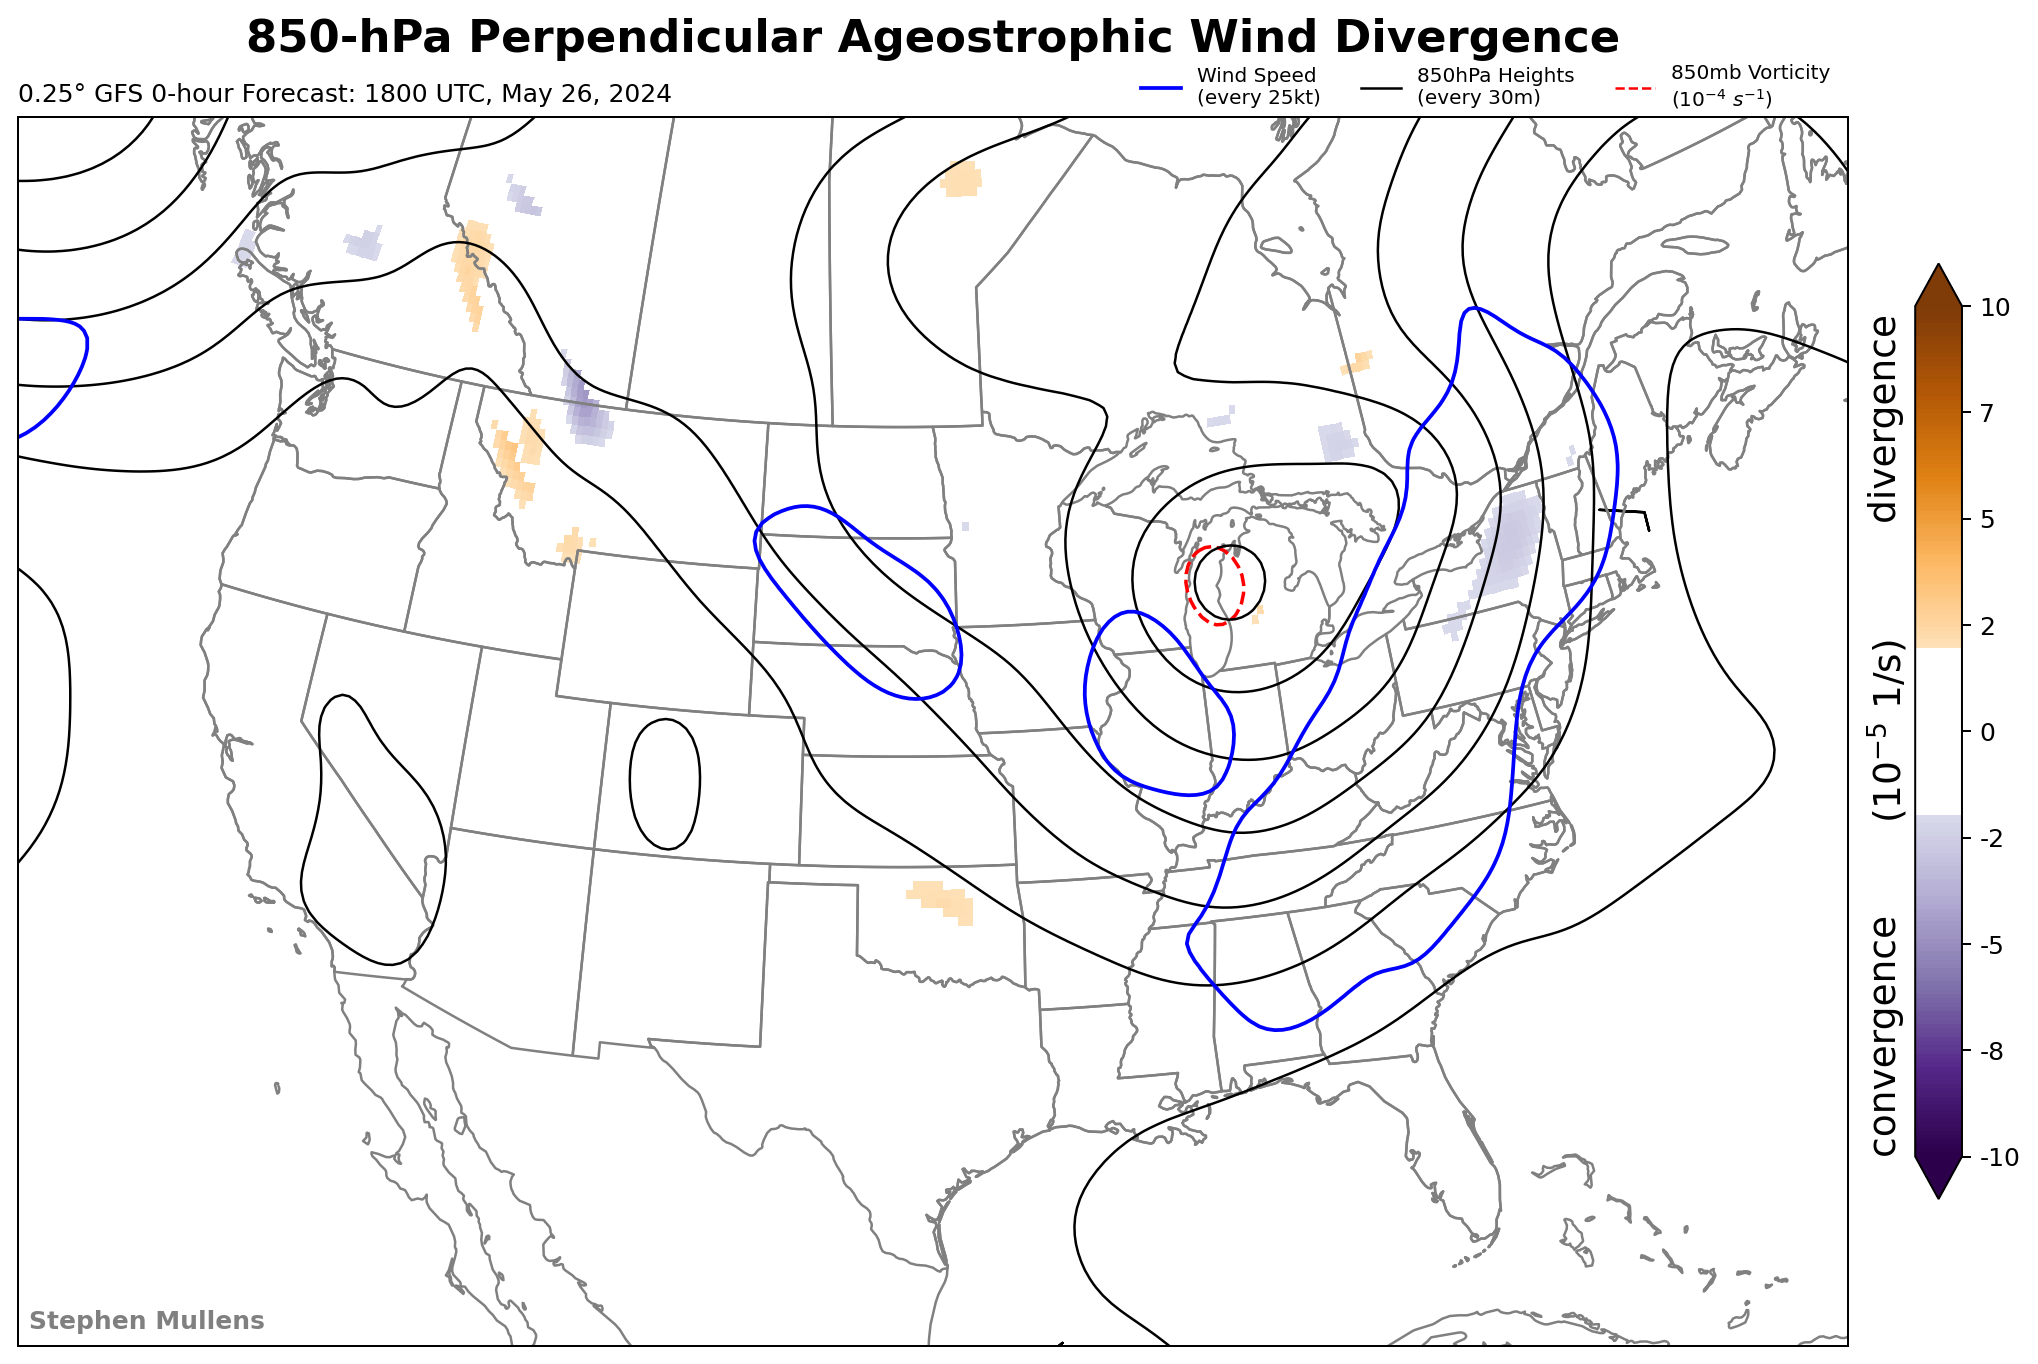 850-hPa Perpendicular Ageostrophic Wind Divergence
0.25° GFS 0-hour Forecast: 1800 UTC, May 26, 2024
Wind Speed
(every 25kt)
850hPa Heights
(every 30m)
850mb Vorticity
(10⁻⁴ s⁻¹)
10
7
5
2
0
-2
-5
-8
-10
convergence (10⁻⁵ 1/s) divergence
Stephen Mullens